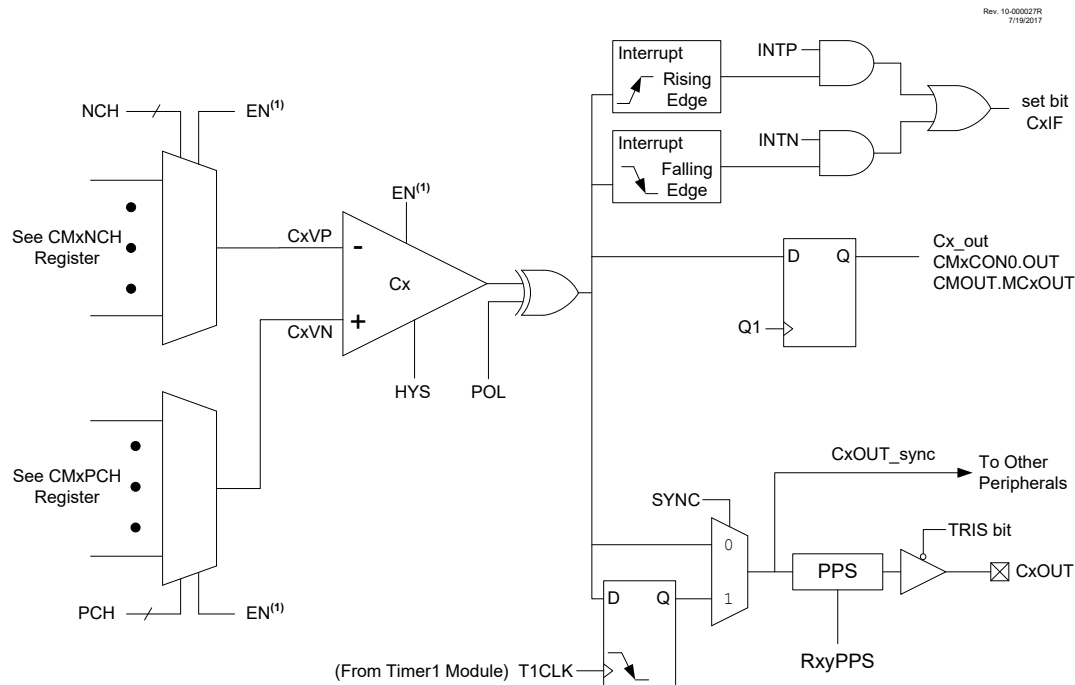 Rev. 10-000027R
7/19/2017
Interrupt
Rising
Edge
INTP
set bit
CxIF
Interrupt
Falling
Edge
INTN
NCH
EN(1)
See CMxNCH
Register
CxVP
EN(1)
-
Cx
+
CxVN
HYS
POL
D Q
Q1
Cx_out
CMxCON0.OUT
CMOUT.MCxOUT
See CMxPCH
Register
PCH
EN(1)
CxOUT_sync
To Other
Peripherals
SYNC
0
1
TRIS bit
PPS
CxOUT
RxyPPS
D Q
(From Timer1 Module) T1CLK